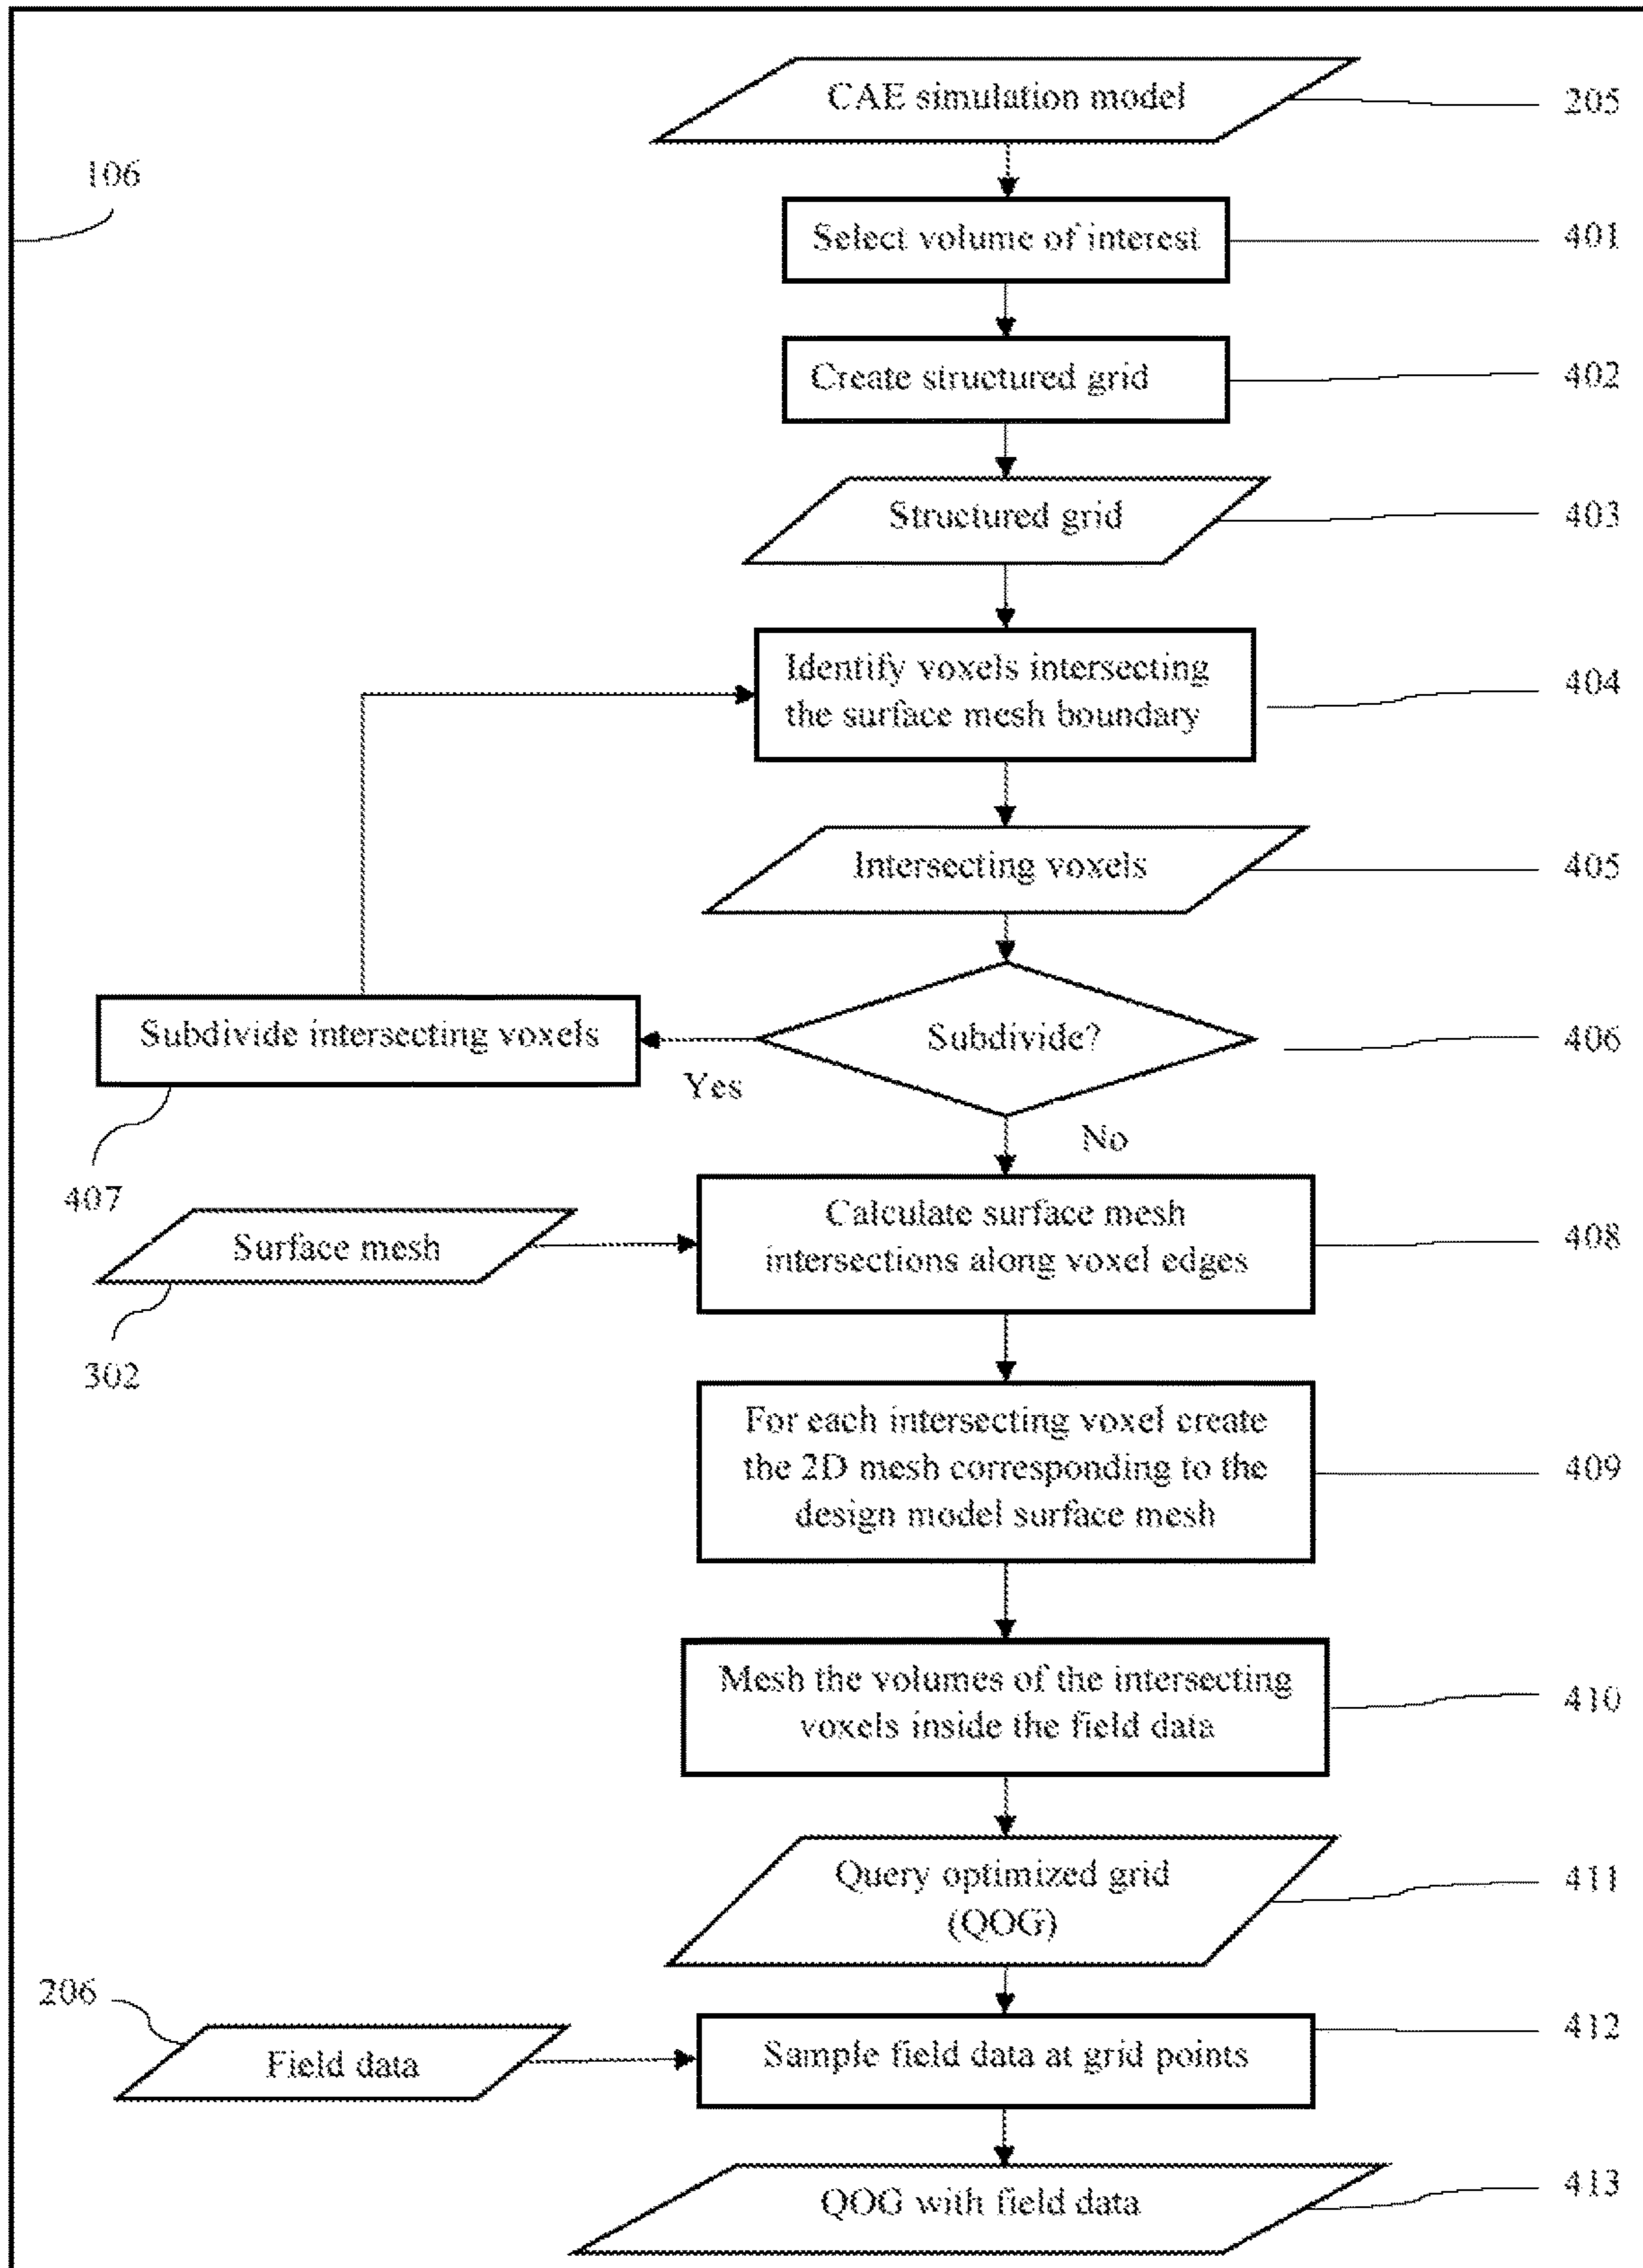 CAE simulation model
205
106
Select volume of interest
401
Create structured grid
402
Structured grid
403
Identify voxels intersecting
the surface mesh boundary
404
Intersecting voxels
405
Subdivide intersecting voxels
Subdivide?
406
Yes
No
407
Surface mesh
302
Calculate surface mesh
intersections along voxel edges
408
For each intersecting voxel create
the 2D mesh corresponding to the
design model surface mesh
409
Mesh the volumes of the intersecting
voxels inside the field data
410
Query optimized grid
(QOG)
411
206
Field data
Sample field data at grid points
412
QOG with field data
413